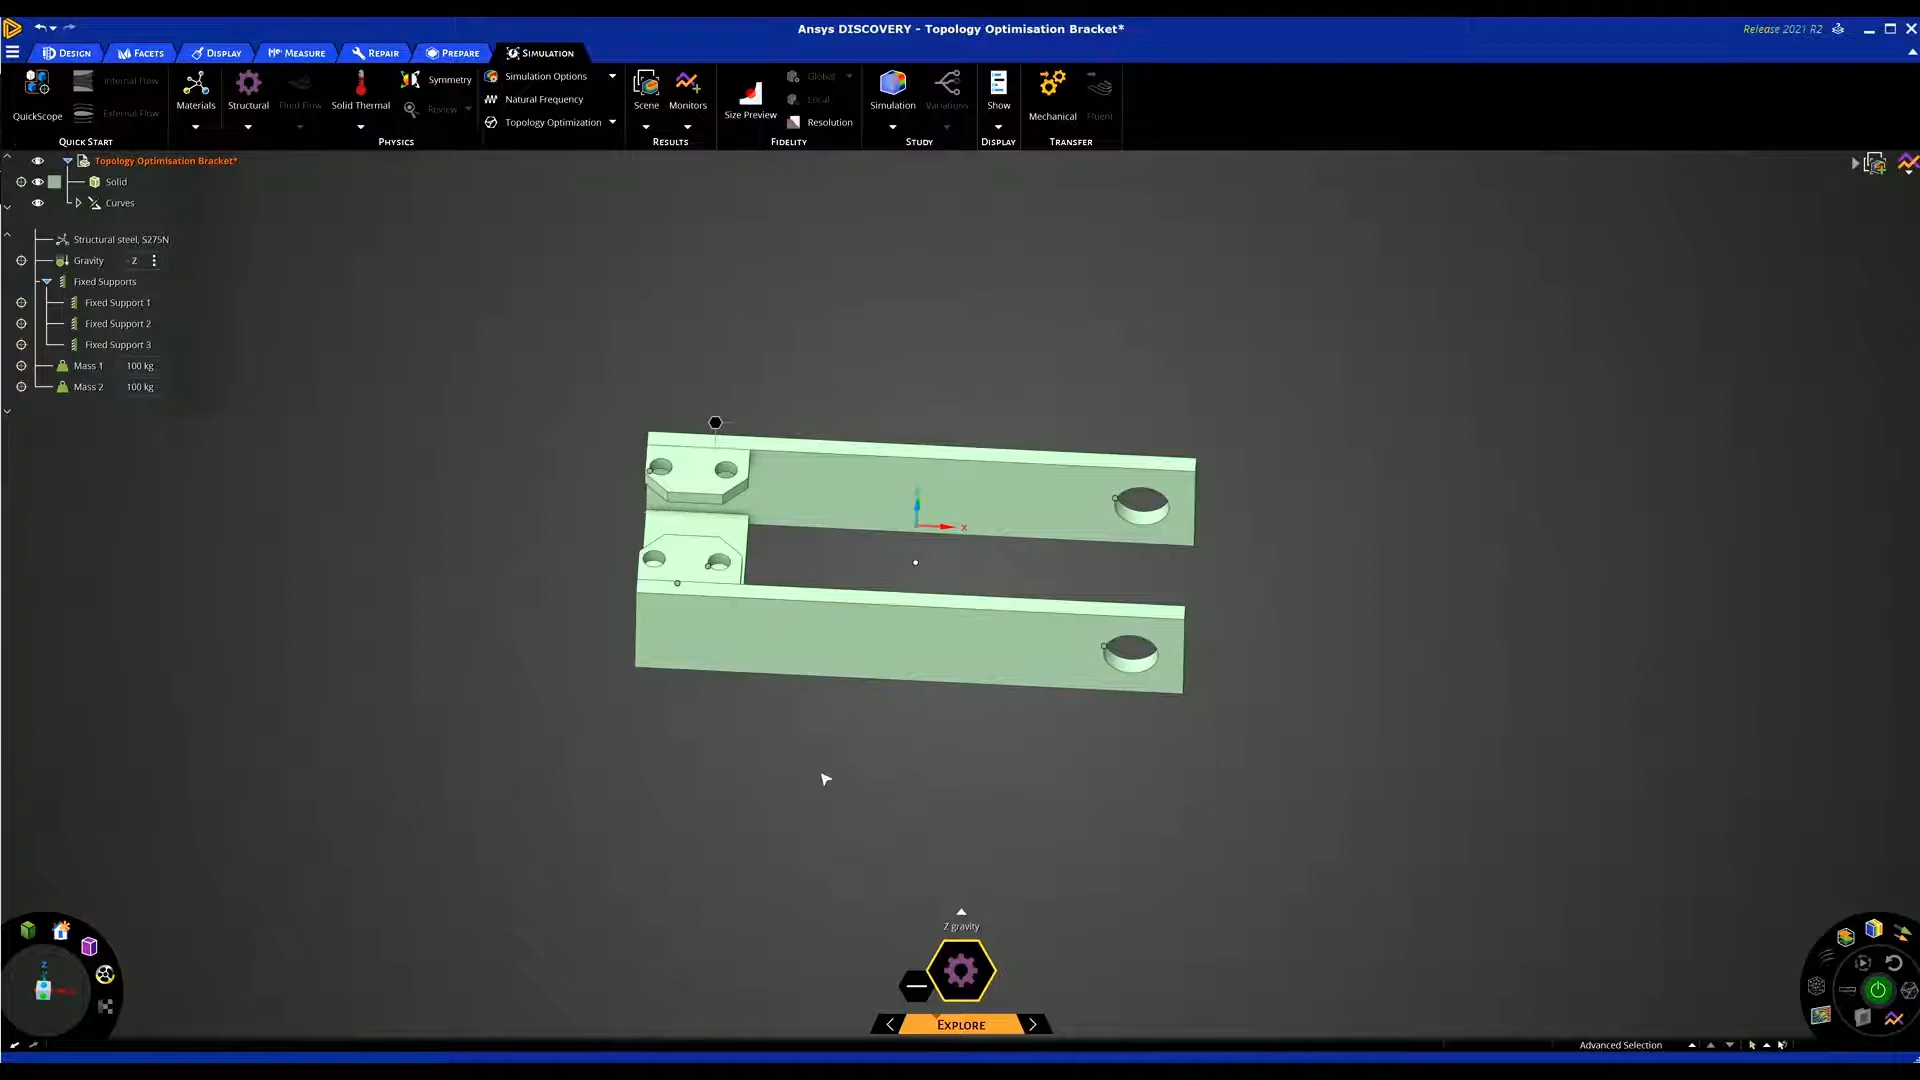 Ansys DISCOVERY - Topology Optimisation Bracket*
Release 2021 R2
DESIGN
FACETS
DISPLAY
MEASURE
REPAIR
PREPARE
SIMULATION
QuickScope
Internal Flow
External Flow
QUICK START
Materials
Structural
Fluid Flow
Solid Thermal
Symmetry
Review
Simulation Options
Natural Frequency
Topology Optimization
PHYSICS
Scene
Monitors
RESULTS
Size Preview
Global
Local
Resolution
FIDELITY
Simulation
Variations
STUDY
Show
DISPLAY
Mechanical
Fluent
TRANSFER
Topology Optimisation Bracket*
Solid
Curves
Structural steel, S275N
Gravity - Z
Fixed Supports
Fixed Support 1
Fixed Support 2
Fixed Support 3
Mass 1 100 kg
Mass 2 100 kg
X
Z
Z gravity
EXPLORE
Advanced Selection